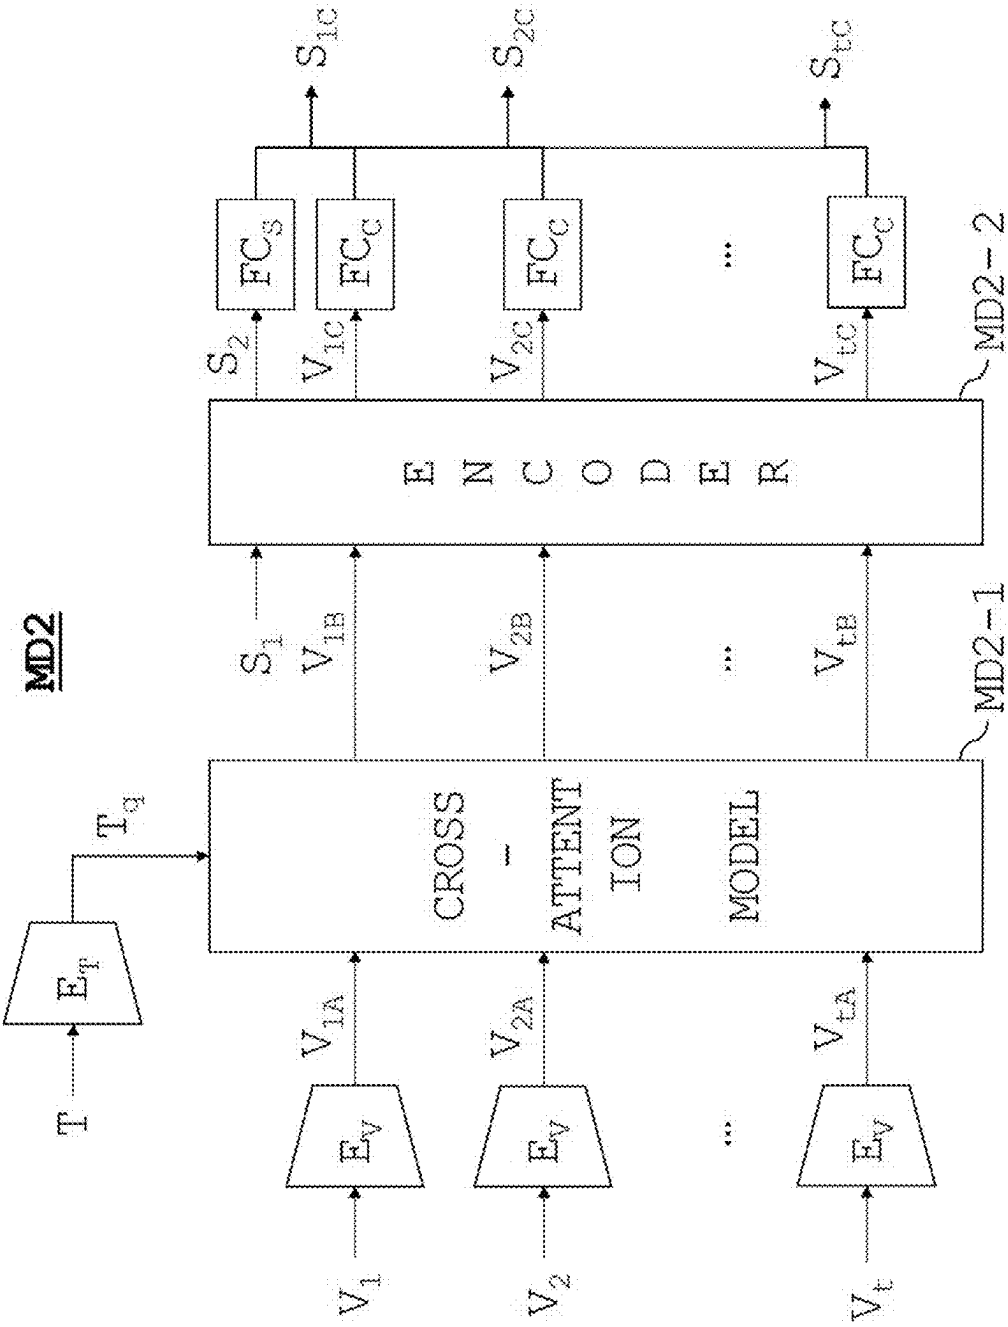 MD2
T
E_T
T_q
V_1
E_V
V_1A
V_2
E_V
V_2A
...
V_t
E_V
V_tA
CROSS
-
ATTENT
ION
MODEL
MD2-1
S_1
V_1B
V_2B
...
V_tB
ENCODER
MD2-2
S_2
V_1C
V_2C
V_tC
FC_S
FC_C
FC_C
...
FC_C
S_1C
S_2C
S_tC